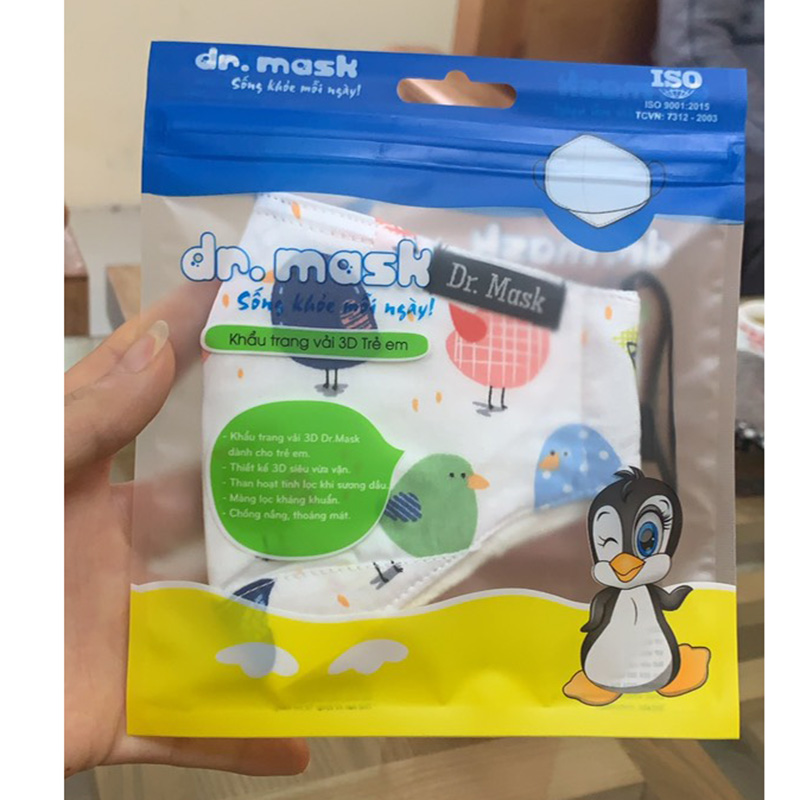 dr. mask
Sống khỏe mỗi ngày!
ISO
ISO 9001:2015
TCVN: 7312 - 2003
dr. mask
Sống khỏe mỗi ngày!
Dr. Mask
Khẩu trang vải 3D Trẻ em
- Khẩu trang vải 3D Dr.Mask
dành cho trẻ em.
- Thiết kế 3D siêu vừa vặn.
- Than hoạt tính lọc khí sương đầu.
- Màng lọc kháng khuẩn.
- Chống nắng, thoáng mát.